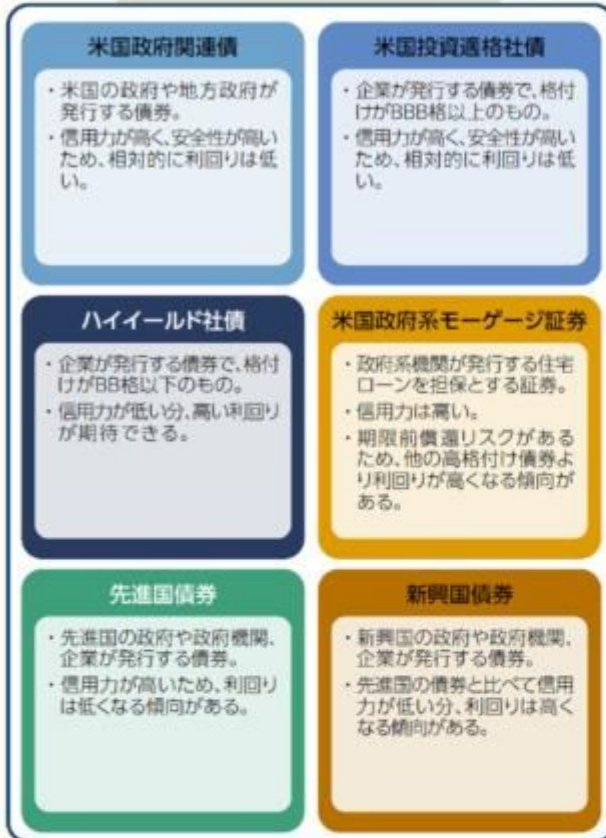 米国政府関連債
・米国の政府や地方政府が
発行する債券。
・信用力が高く、安全性が高い
ため、相対的に利回りは低
い。
米国投資適格社債
・企業が発行する債券で、格付
けがBBB格以上のもの。
・信用力が高く、安全性が高い
ため、相対的に利回りは低
い。
ハイイールド社債
・企業が発行する債券で、格付
けがBB格以下のもの。
・信用力が低い分、高い利回り
が期待できる。
米国政府系モーゲージ証券
・政府系機関が発行する住宅
ローンを担保とする証券。
・信用力は高い。
・期限前償還リスクがある
ため、他の高格付け債券よ
り利回りが高くなる傾向が
ある。
先進国債券
・先進国の政府や政府機関、
企業が発行する債券。
・信用力が高いため、利回り
は低くなる傾向がある。
新興国債券
・新興国の政府や政府機関、
企業が発行する債券。
・先進国の債券と比べて信用
力が低い分、利回りは高く
なる傾向がある。